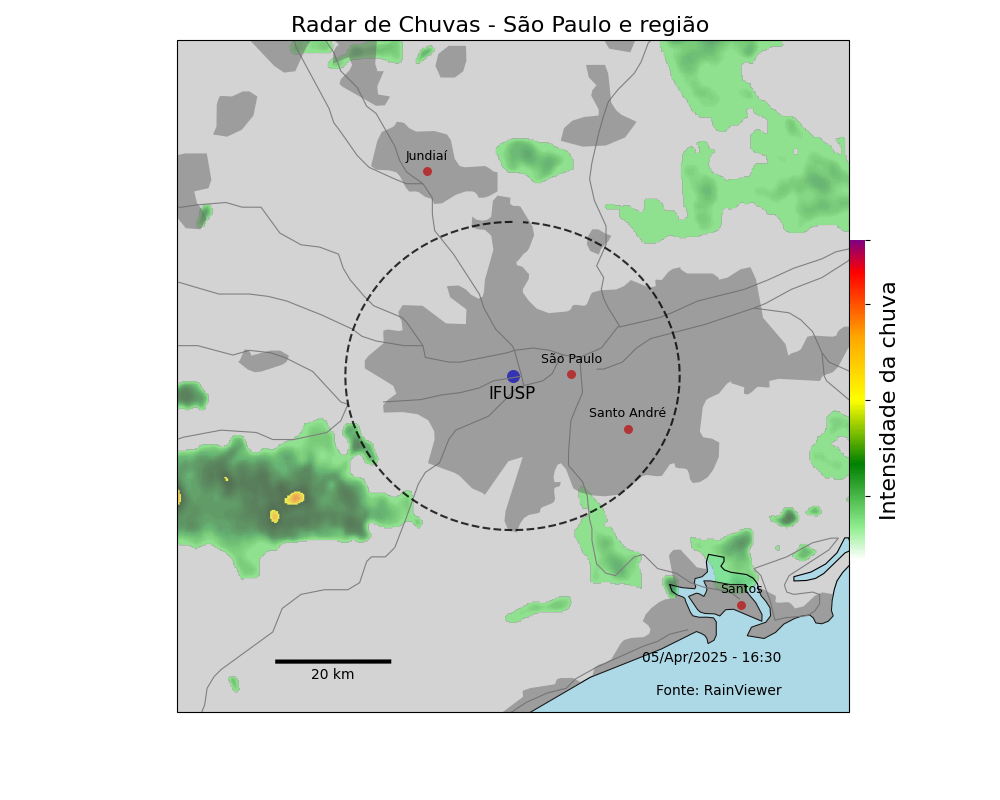 Radar de Chuvas - São Paulo e região
Jundiaí
São Paulo
IFUSP
Santo André
Intensidade da chuva
Santos
05/Apr/2025 - 16:30
20 km
Fonte: RainViewer